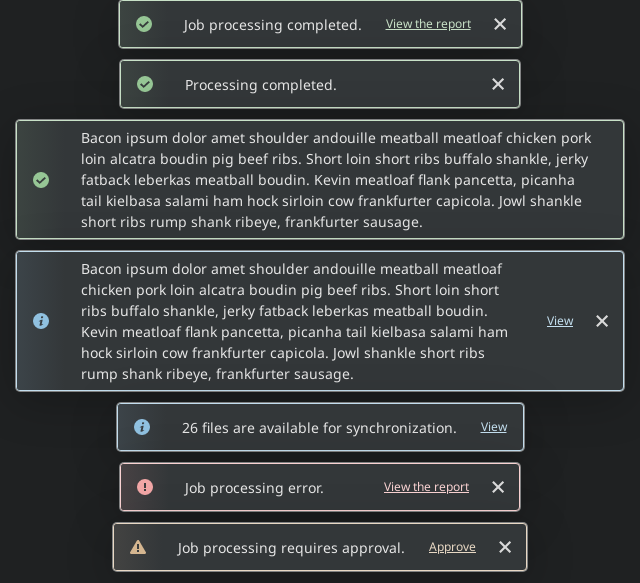 Job processing completed. View the report
Processing completed.
Bacon ipsum dolor amet shoulder andouille meatball meatloaf chicken pork
loin alcatra boudin pig beef ribs. Short loin short ribs buffalo shankle, jerky
fatback leberkas meatball boudin. Kevin meatloaf flank pancetta, picanha
tail kielbasa salami ham hock sirloin cow frankfurter capicola. Jowl shankle
short ribs rump shank ribeye, frankfurter sausage.
Bacon ipsum dolor amet shoulder andouille meatball meatloaf
chicken pork loin alcatra boudin pig beef ribs. Short loin short
ribs buffalo shankle, jerky fatback leberkas meatball boudin.
Kevin meatloaf flank pancetta, picanha tail kielbasa salami ham
hock sirloin cow frankfurter capicola. Jowl shankle short ribs
rump shank ribeye, frankfurter sausage.
View
26 files are available for synchronization. View
Job processing error. View the report
Job processing requires approval. Approve